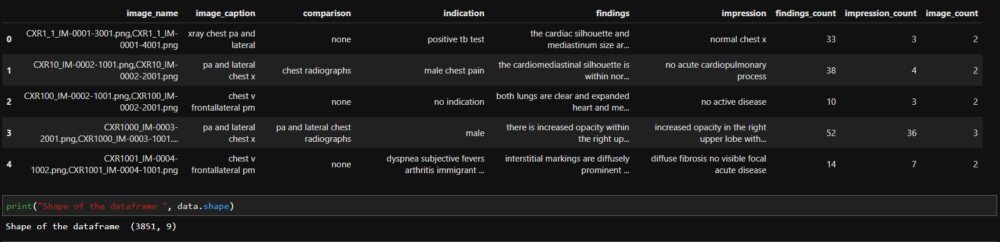 image_name image_caption comparison indication findings impression findings_count impression_count image_count
CXR1_1_IM-0001-3001.png,CXR1_1_IM- xray chest pa and the cardiac silhouette and
0 none positive tb test normal chest x 33 3 2
0001-4001.png lateral mediastinum size ar...
CXR10_IM-0002-1001.png,CXR10_IM- pa and lateral the cardiomediastinal silhouette is no acute cardiopulmonary
1 chest radiographs male chest pain 38 4 2
0002-2001.png chest x within nor... process
CXR100_IM-0002-1001.png,CXR100_IM- chest v both lungs are clear and expanded
2 none no indication no active disease 10 3 2
0002-2001.png frontallateral pm heart and me...
CXR1000_IM-0003- pa and lateral pa and lateral chest there is increased opacity within increased opacity in the right
3 male 52 36 3
2001.png,CXR1000_IM-0003-1001.... chest x radiographs the right up... upper lobe with...
CXR1001_IM-0004- chest v dyspnea subjective fevers interstitial markings are diffusely diffuse fibrosis no visible focal
4 none 14 7 2
1002.png,CXR1001_IM-0004-1001.png frontallateral pm arthritis immigrant ... prominent ... acute disease
print("Shape of the dataframe ", data.shape)
Shape of the dataframe  (3851, 9)